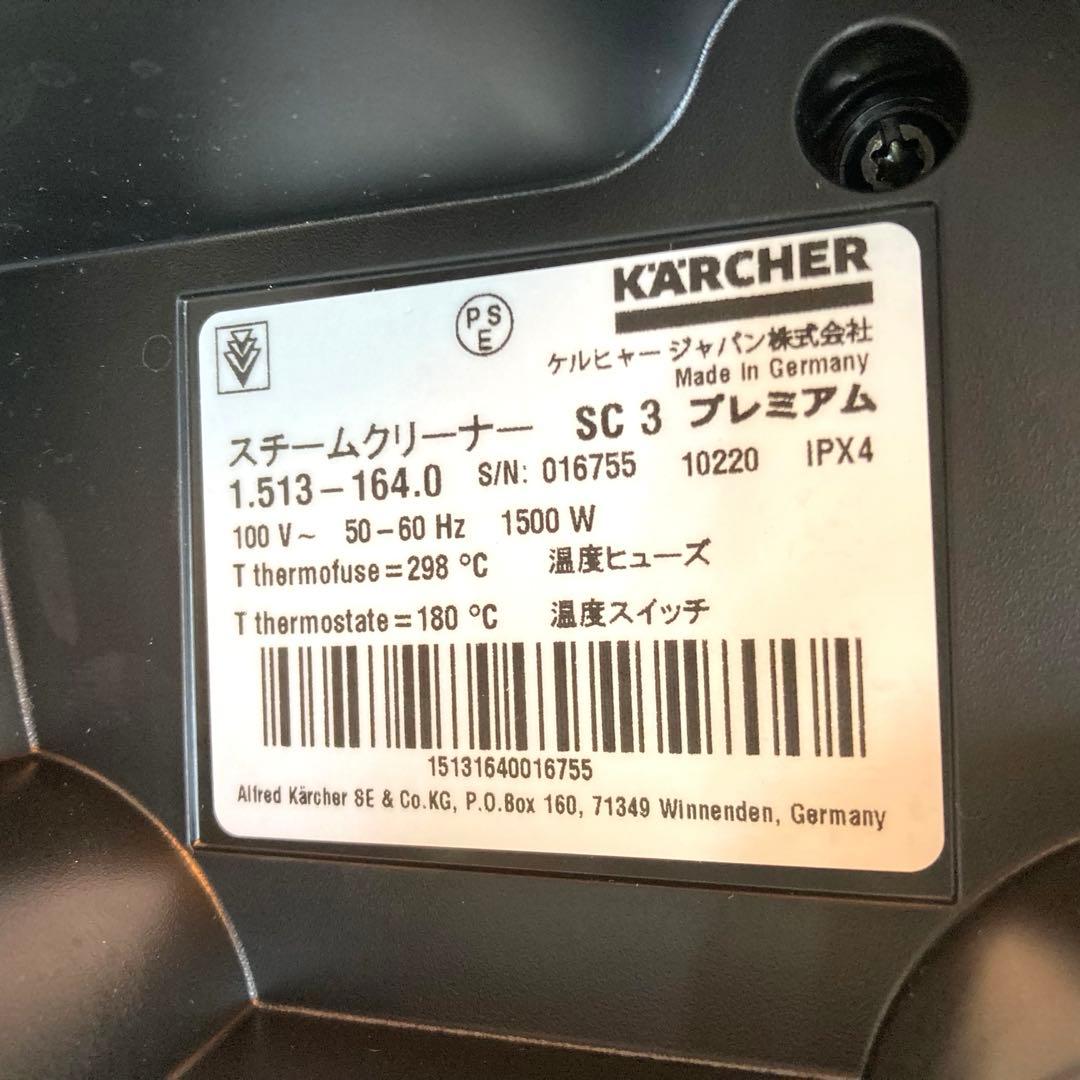 KÄRCHER
PSE
ケルヒャー ジャパン株式会社
Made In Germany
スチームクリーナー SC 3 プレミアム
1.513-164.0 S/N: 016755 10220 IPX4
100 V~ 50-60 Hz 1500 W
T thermofuse=298 °C 温度ヒューズ
T thermostate=180 °C 温度スイッチ
15131640016755
Alfred Kärcher SE & Co.KG, P.O.Box 160, 71349 Winnenden, Germany